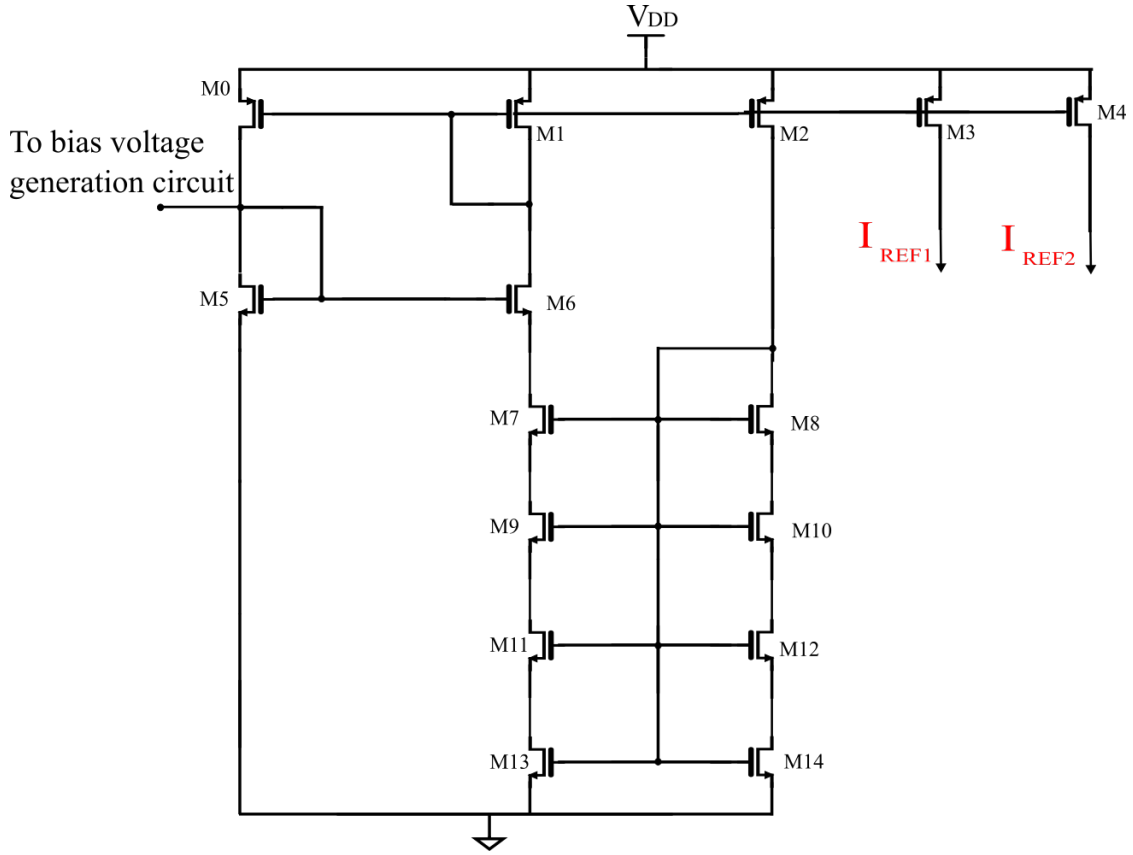 VDD
M0
M1
M2
M3
M4
To bias voltage
generation circuit
I REF1
I REF2
M5
M6
M7
M8
M9
M10
M11
M12
M13
M14